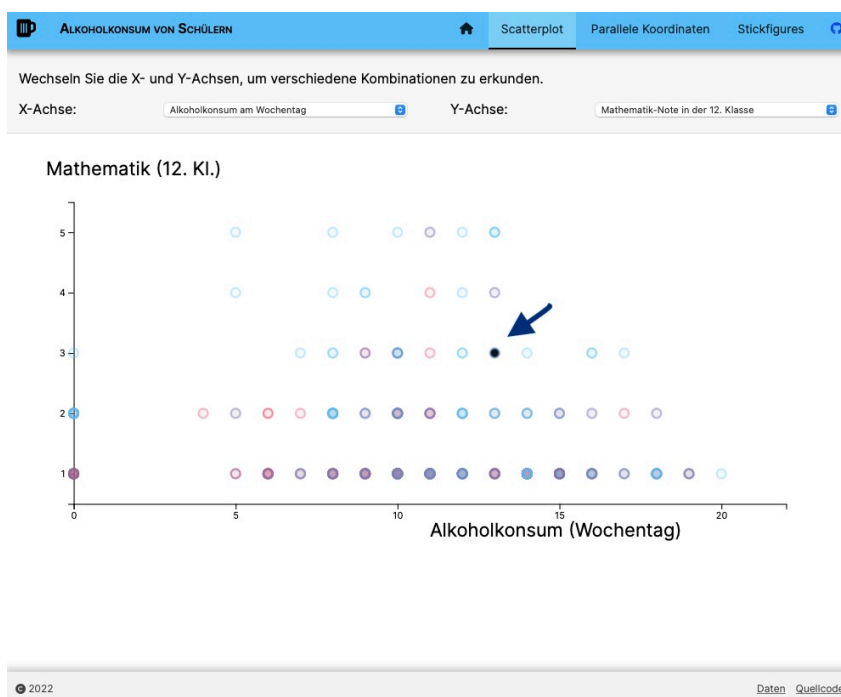 ALKOHOLKONSUM VON SCHÜLERN Scatterplot Parallele Koordinaten Stickfigures
Wechseln Sie die X- und Y-Achsen, um verschiedene Kombinationen zu erkunden.
X-Achse: Alkoholkonsum am Wochentag Y-Achse: Mathematik-Note in der 12. Klasse
Mathematik (12. Kl.)
5
4
3
2
1
0 5 10 15 20
Alkoholkonsum (Wochentag)
© 2022 Daten Quellcode